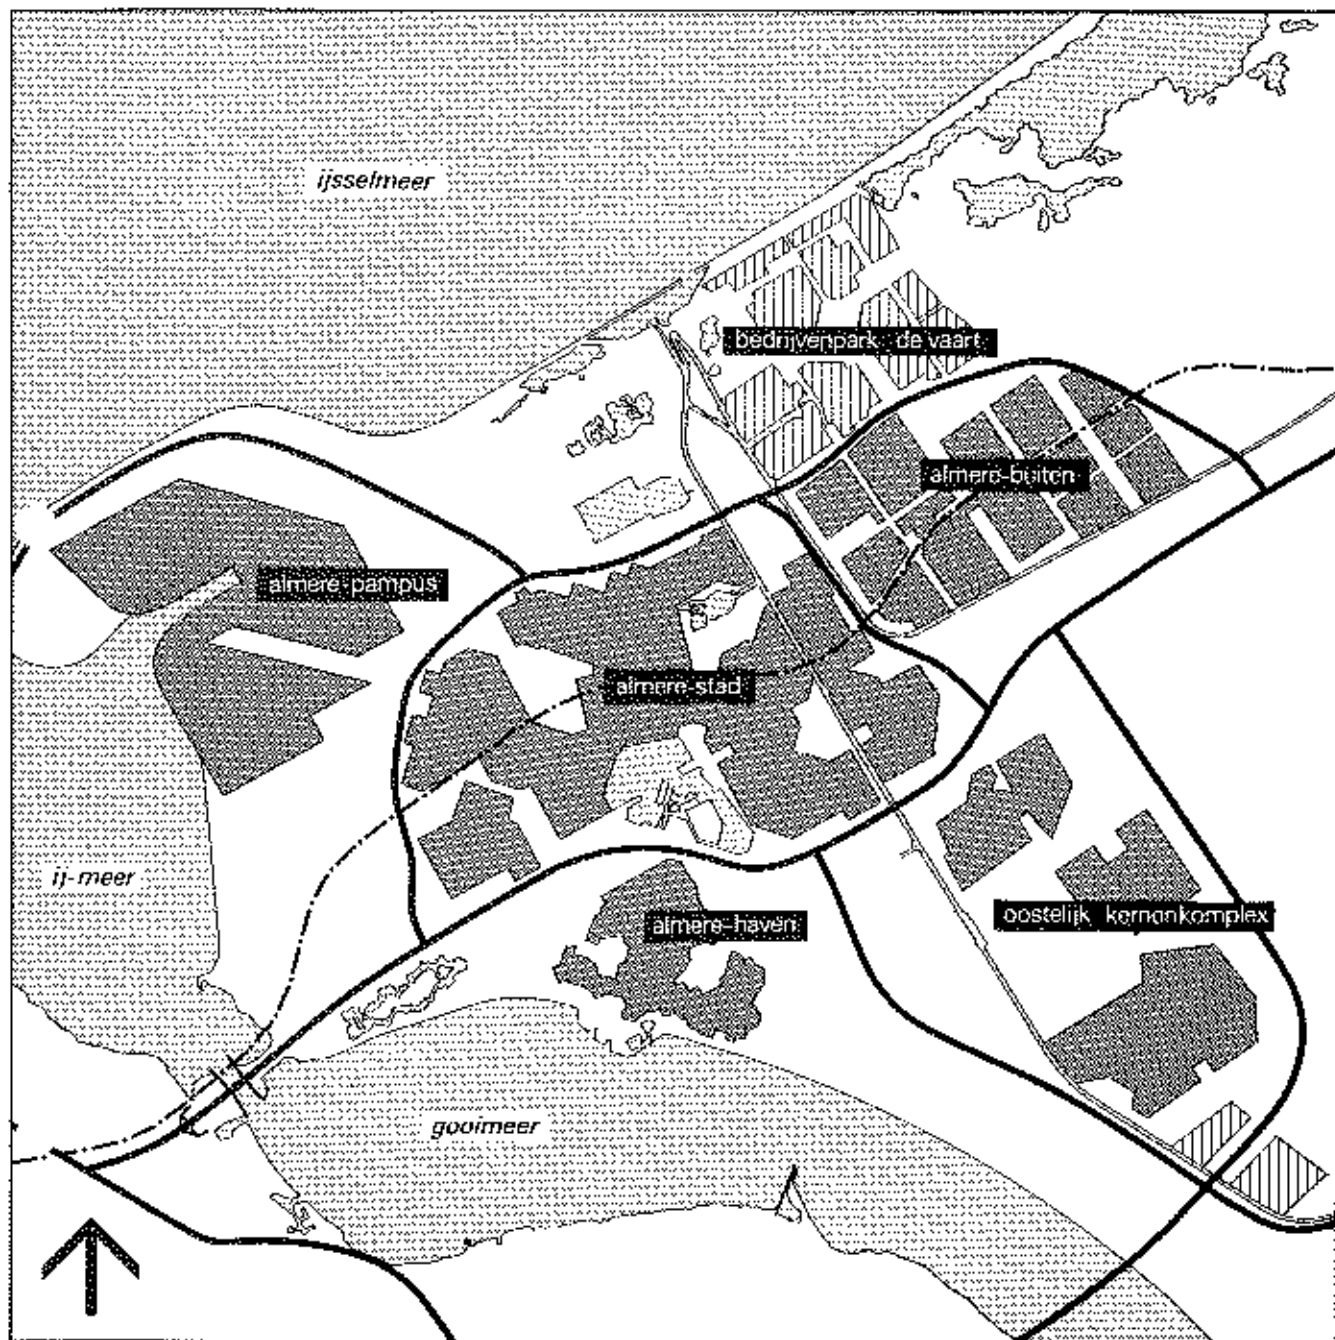 ijsselmeer
bedrijvenpark de vaart
almere-buiten
almere-pampus
almere-stad
ij-meer
almere-haven
oostelijk kernenkomplex
gooimeer